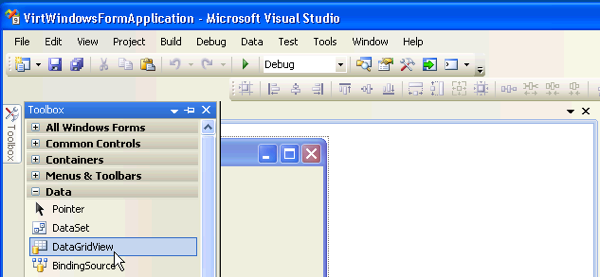 VirtWindowsFormApplication - Microsoft Visual Studio
File Edit View Project Build Debug Data Test Studio Tools Window Help
Debug
Toolbox
Toolbox
All Windows Forms
Common Controls
Containers
Menus & Toolbars
Data
Pointer
DataSet
DataGridView
BindingSource